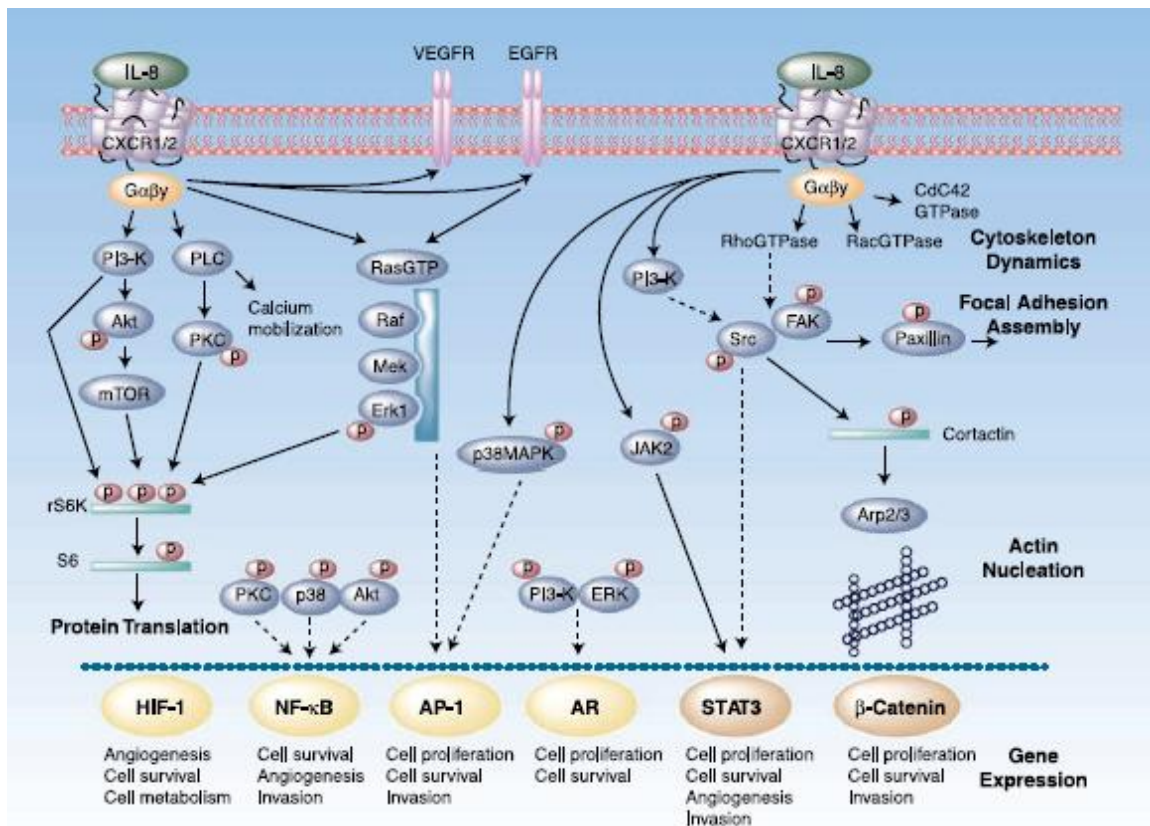 VEGFR
EGFR
IL-8
IL-8
CXCR1/2
CXCR1/2
Gαβγ
Gαβγ
CdC42
GTPase
RhoGTPase
RacGTPase
Cytoskeleton
Dynamics
PI3-K
PLC
RasGTP
PI3-K
Calcium
mobilization
Akt
P
PKC
P
Raf
Mek
Erk1
P
mTOR
P
FAK
Src
P
P
Paxillin
Focal Adhesion
Assembly
p38MAPK
P
JAK2
P
P
Cortactin
rS6K
P
P
P
Arp2/3
S6
P
Protein Translation
P
P
P
PKC
p38
Akt
P
P
PI3-K
ERK
Actin
Nucleation
HIF-1
NF-κB
AP-1
AR
STAT3
β-Catenin
Angiogenesis
Cell survival
Cell metabolism
Cell survival
Angiogenesis
Invasion
Cell proliferation
Cell survival
Invasion
Cell proliferation
Cell survival
Cell proliferation
Cell survival
Angiogenesis
Invasion
Cell proliferation
Cell survival
Invasion
Gene
Expression